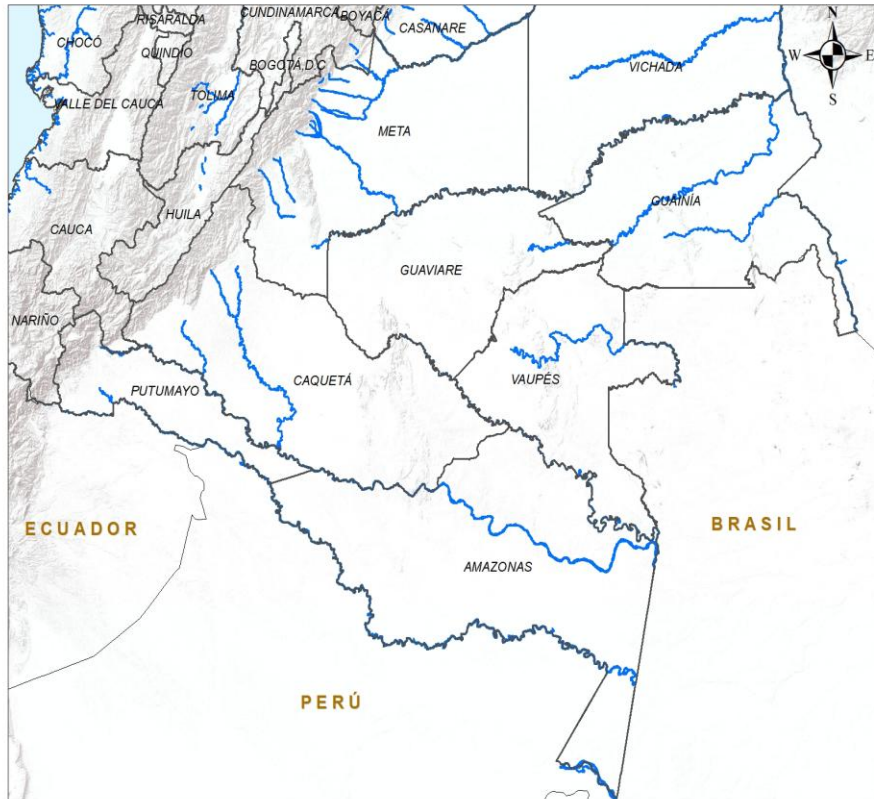 CUNDINAMARCA
BOYACÁ
RISARALDA
N
CASANARE
CHOCÓ
QUINDÍO
BOGOTÁ D.C
W
E
VICHADA
TOLIMA
VALLE DEL CAUCA
S
META
GUAINÍA
HUILA
CAUCA
GUAVIARE
NARIÑO
CAQUETÁ
VAUPÉS
PUTUMAYO
ECUADOR
BRASIL
AMAZONAS
PERÚ